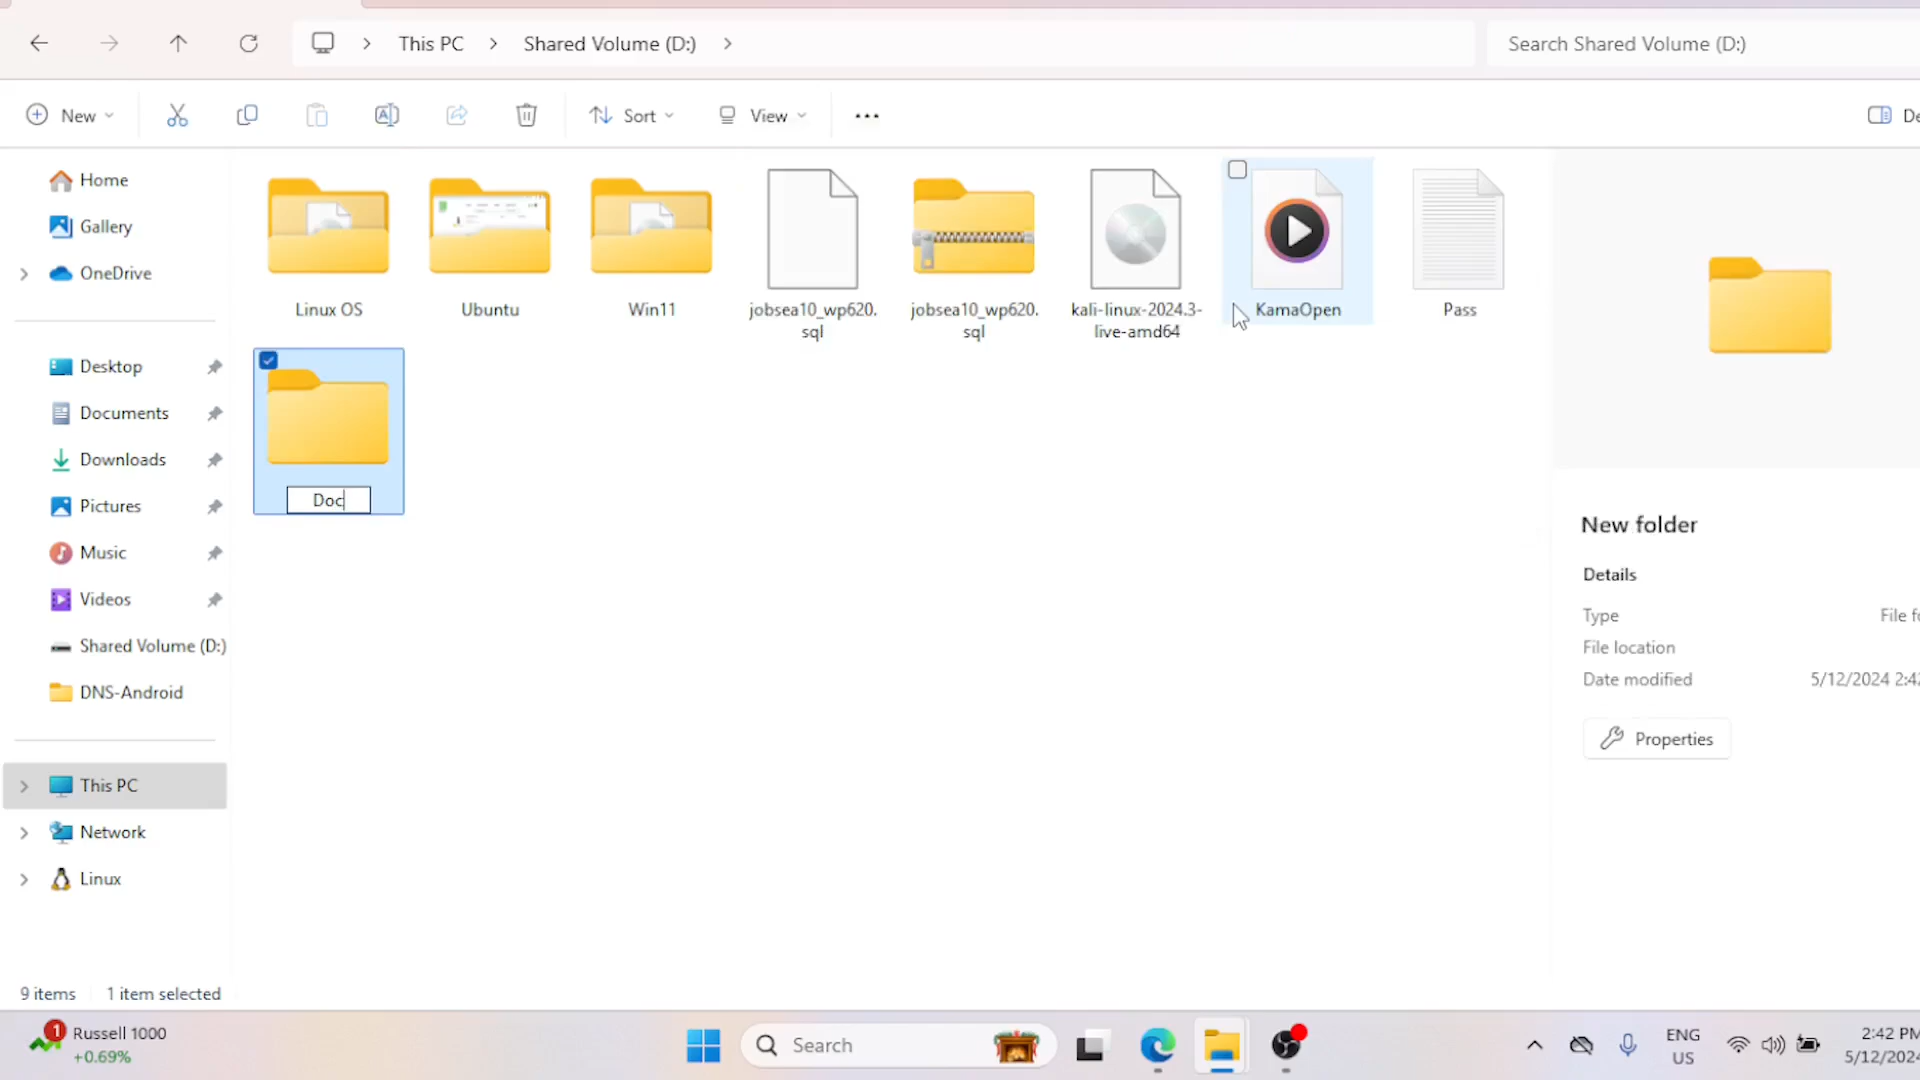 This PC
Shared Volume (D:)
Search Shared Volume (D:)
New
Sort
View
De
Home
Gallery
OneDrive
Desktop
Documents
Downloads
Pictures
Music
Videos
Shared Volume (D:)
DNS-Android
This PC
Network
Linux
Linux OS
Ubuntu
Win11
jobsea10_wp620.
sql
jobsea10_wp620.
sql
kali-linux-2024.3-
live-amd64
KamaOpen
Pass
Doc
New folder
Details
Type
File fo
File location
Date modified
5/12/2024 2:42
Properties
9 items
1 item selected
1
Russell 1000
+0.69%
Search
ENG
US
2:42 PM
5/12/2024